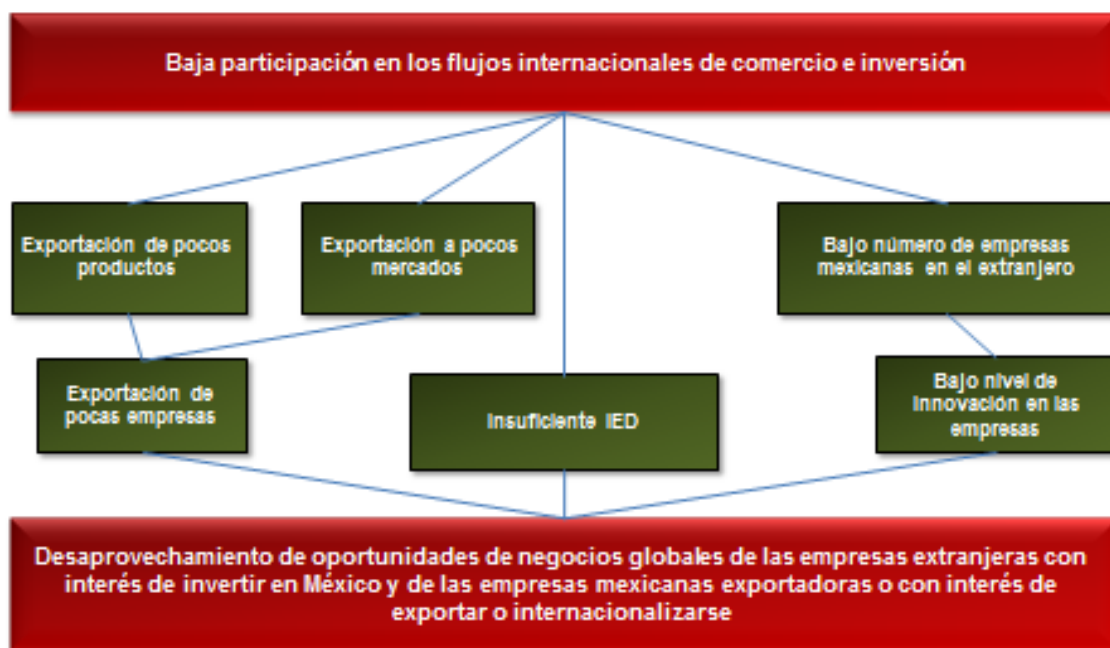 Baja participación en los flujos internacionales de comercio e inversión
Exportación de pocos
productos
Exportación a pocos
mercados
Bajo número de empresas
mexicanas en el extranjero
Exportación de
pocas empresas
Insuficiente IED
Bajo nivel de
innovación en las
empresas
Desaprovechamiento de oportunidades de negocios globales de las empresas extranjeras con
interés de invertir en México y de las empresas mexicanas exportadoras o con interés de
exportar o internacionalizarse